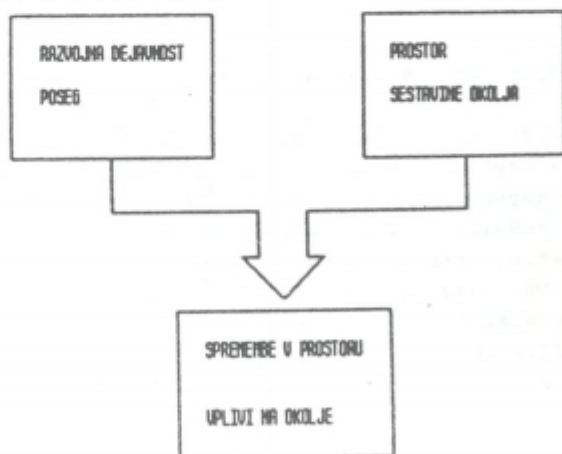 RAZVOJNA DEJAVNOST
POSEG
PROSTOR
SESTAVINE OKOLJA
SPREMEMBE V PROSTORU
VPLIVI NA OKOLJE